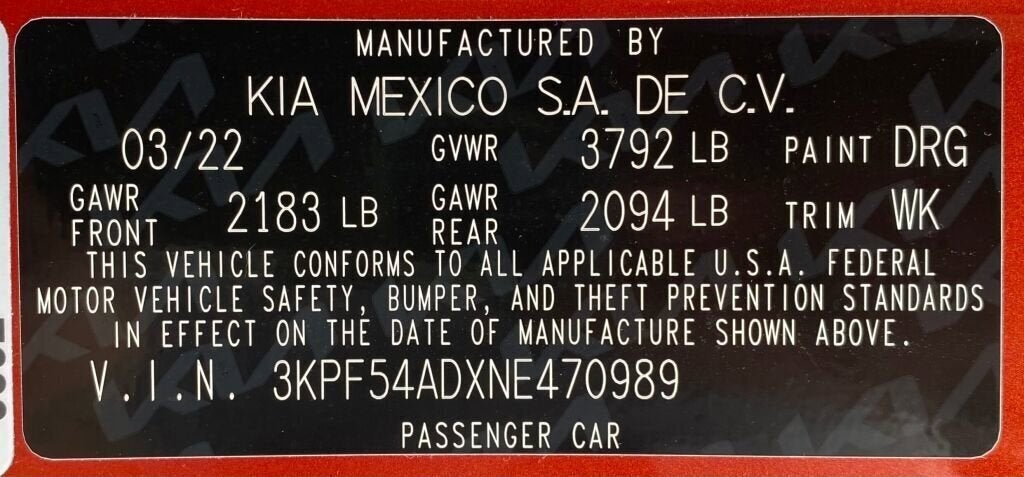 MANUFACTURED BY
KIA MEXICO S.A. DE C.V.
03/22 GVWR 3792 LB PAINT DRG
GAWR FRONT 2183 LB GAWR REAR 2094 LB TRIM WK
THIS VEHICLE CONFORMS TO ALL APPLICABLE U.S.A. FEDERAL
MOTOR VEHICLE SAFETY, BUMPER, AND THEFT PREVENTION STANDARDS
IN EFFECT ON THE DATE OF MANUFACTURE SHOWN ABOVE.
V.I.N. 3KPF54ADXNE470989
PASSENGER CAR